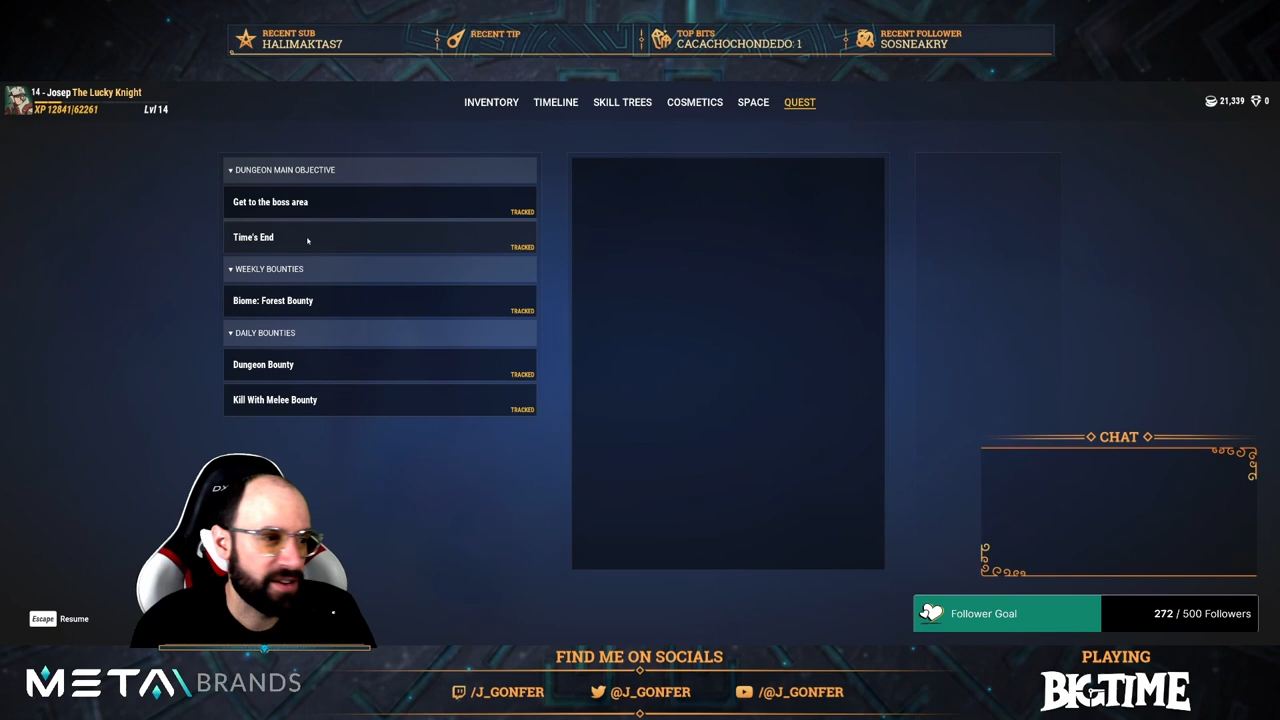 RECENT SUB
HALIMAKTAS7
RECENT TIP
TOP BITS
CACACHOCHONDEDO: 1
RECENT FOLLOWER
SOSNEAKRY
14 - Josep The Lucky Knight
XP 12841|62261
Lvl 14
INVENTORY
TIMELINE
SKILL TREES
COSMETICS
SPACE
QUEST
21,339
0
▾ DUNGEON MAIN OBJECTIVE
Get to the boss area
TRACKED
Time's End
TRACKED
▾ WEEKLY BOUNTIES
Biome: Forest Bounty
TRACKED
▾ DAILY BOUNTIES
Dungeon Bounty
TRACKED
Kill With Melee Bounty
TRACKED
CHAT
DX
Escape Resume
Follower Goal
272 / 500 Followers
META BRANDS
FIND ME ON SOCIALS
/J_GONFER
@J_GONFER
/@J_GONFER
PLAYING
BIGTIME